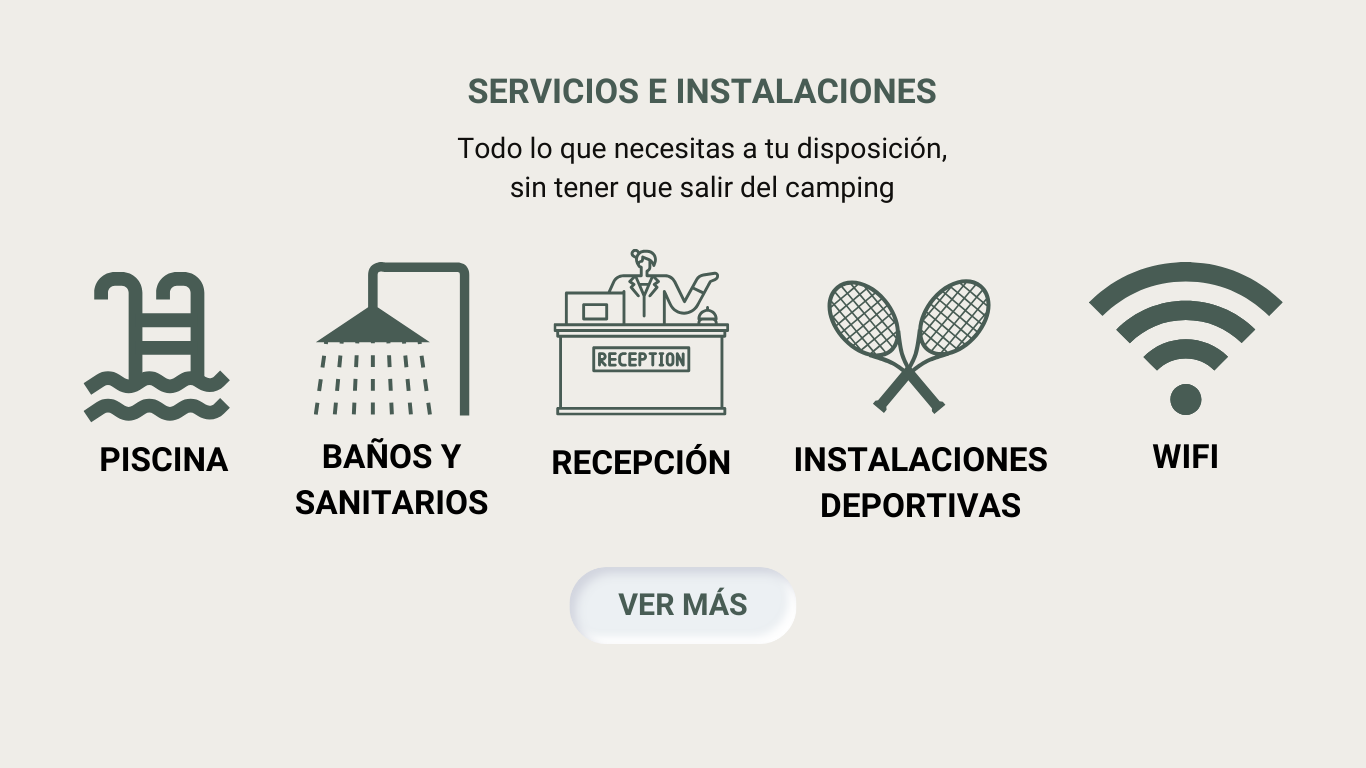 SERVICIOS E INSTALACIONES
Todo lo que necesitas a tu disposición,
sin tener que salir del camping
RECEPTION
PISCINA
BAÑOS Y
SANITARIOS
RECEPCIÓN
INSTALACIONES
DEPORTIVAS
WIFI
VER MÁS